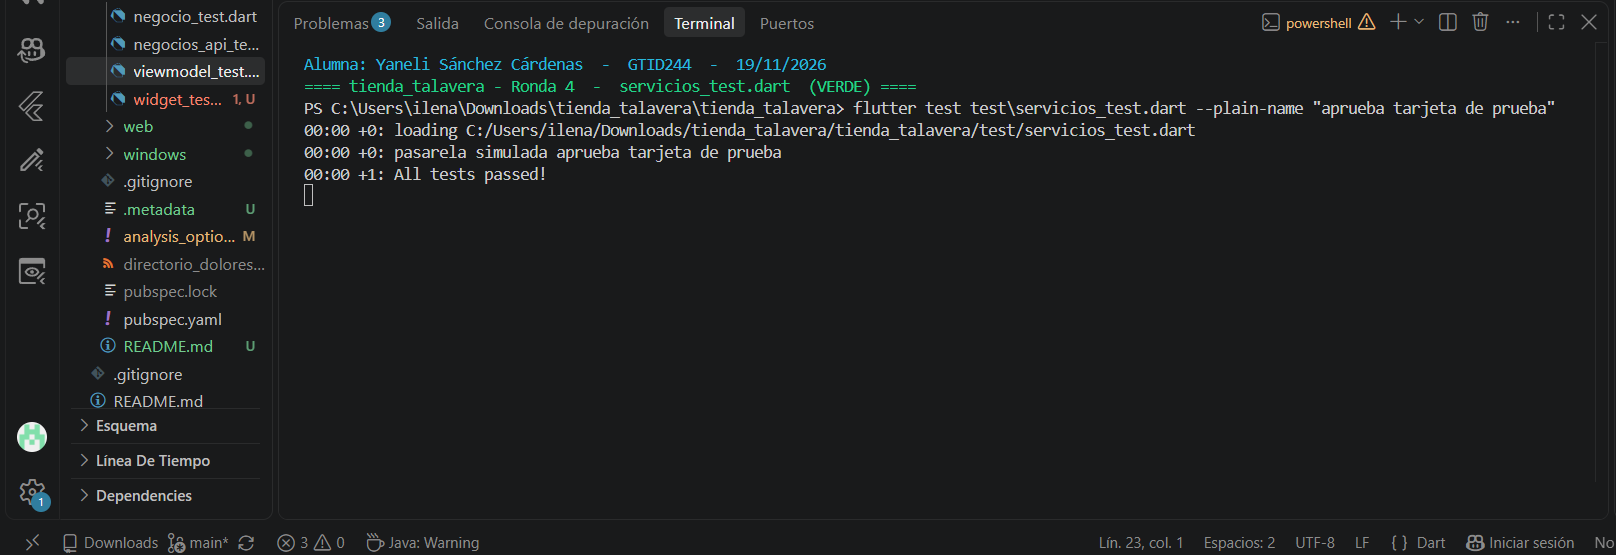 negocio_test.dart
negocios_api_te...
viewmodel_test....
widget_tes... 1, U
web
windows
.gitignore
.metadata U
analysis_optio... M
directorio_dolores...
pubspec.lock
pubspec.yaml
README.md U
.gitignore
README.md
Esquema
Línea De Tiempo
Dependencies
1
Problemas 3 Salida Consola de depuración Terminal Puertos
powershell
Alumna: Yaneli Sánchez Cárdenas - GTID244 - 19/11/2026
==== tienda_talavera - Ronda 4 - servicios_test.dart (VERDE) ====
PS C:\Users\ilena\Downloads\tienda_talavera\tienda_talavera> flutter test test\servicios_test.dart --plain-name "aprueba tarjeta de prueba"
00:00 +0: loading C:/Users/ilena/Downloads/tienda_talavera/tienda_talavera/test/servicios_test.dart
00:00 +0: pasarela simulada aprueba tarjeta de prueba
00:00 +1: All tests passed!
Downloads main* 3 0 Java: Warning Lín. 23, col. 1 Espacios: 2 UTF-8 LF { } Dart Iniciar sesión No